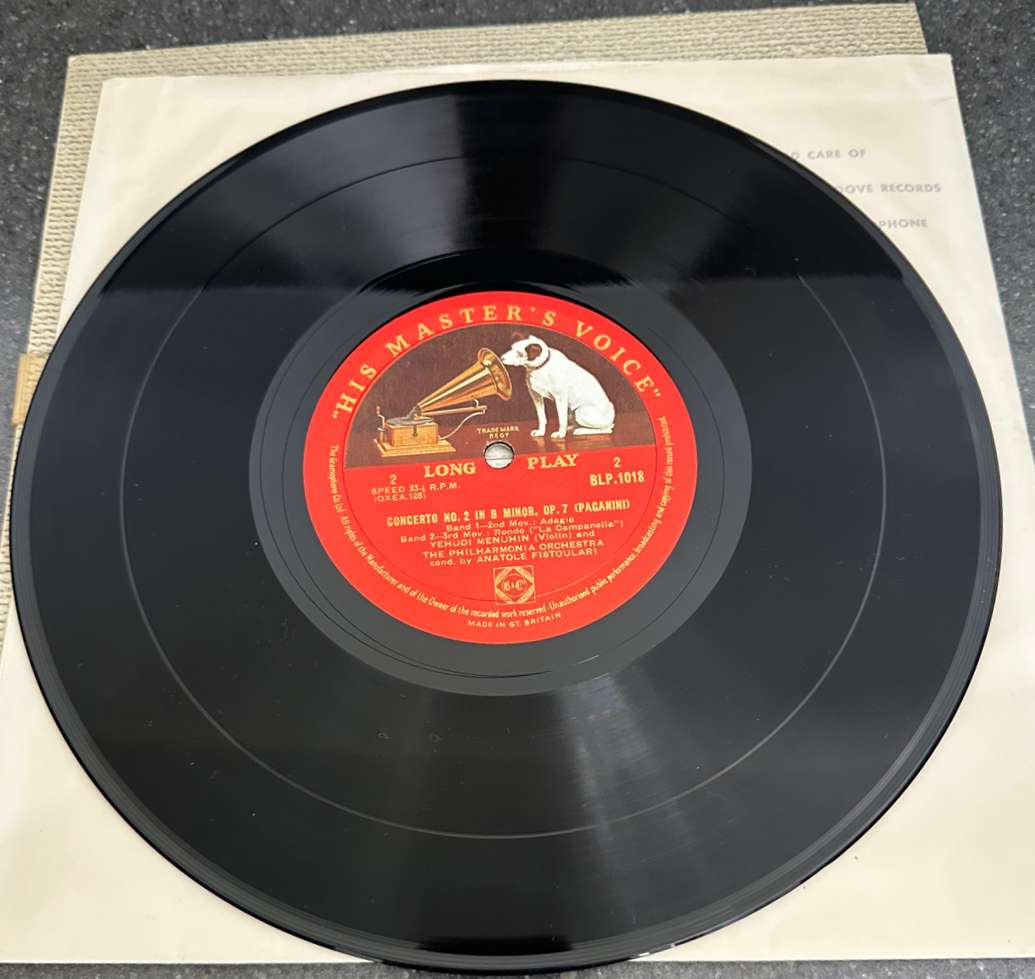 CARE OF
RECORDS
"HIS MASTER'S VOICE"
TRADE MARK
REGD
LONG PLAY
2 2
SPEED 33⅓ R.P.M. BLP.1018
(OXEA.128)
CONCERTO NO. 2 IN B MINOR, OP. 7 (PAGANINI)
Band 1—2nd Mov.: Adagio
Band 2—3rd Mov.: Rondo ("La Campanella")
YEHUDI MENUHIN (Violin) and
THE PHILHARMONIA ORCHESTRA
cond. by ANATOLE FISTOULARI
The Gramophone Co Ltd. All rights of the Manufacturer and of the Owner of the recorded work reserved · Unauthorised public performance, broadcasting and copying of this record prohibited.
MADE IN GT. BRITAIN